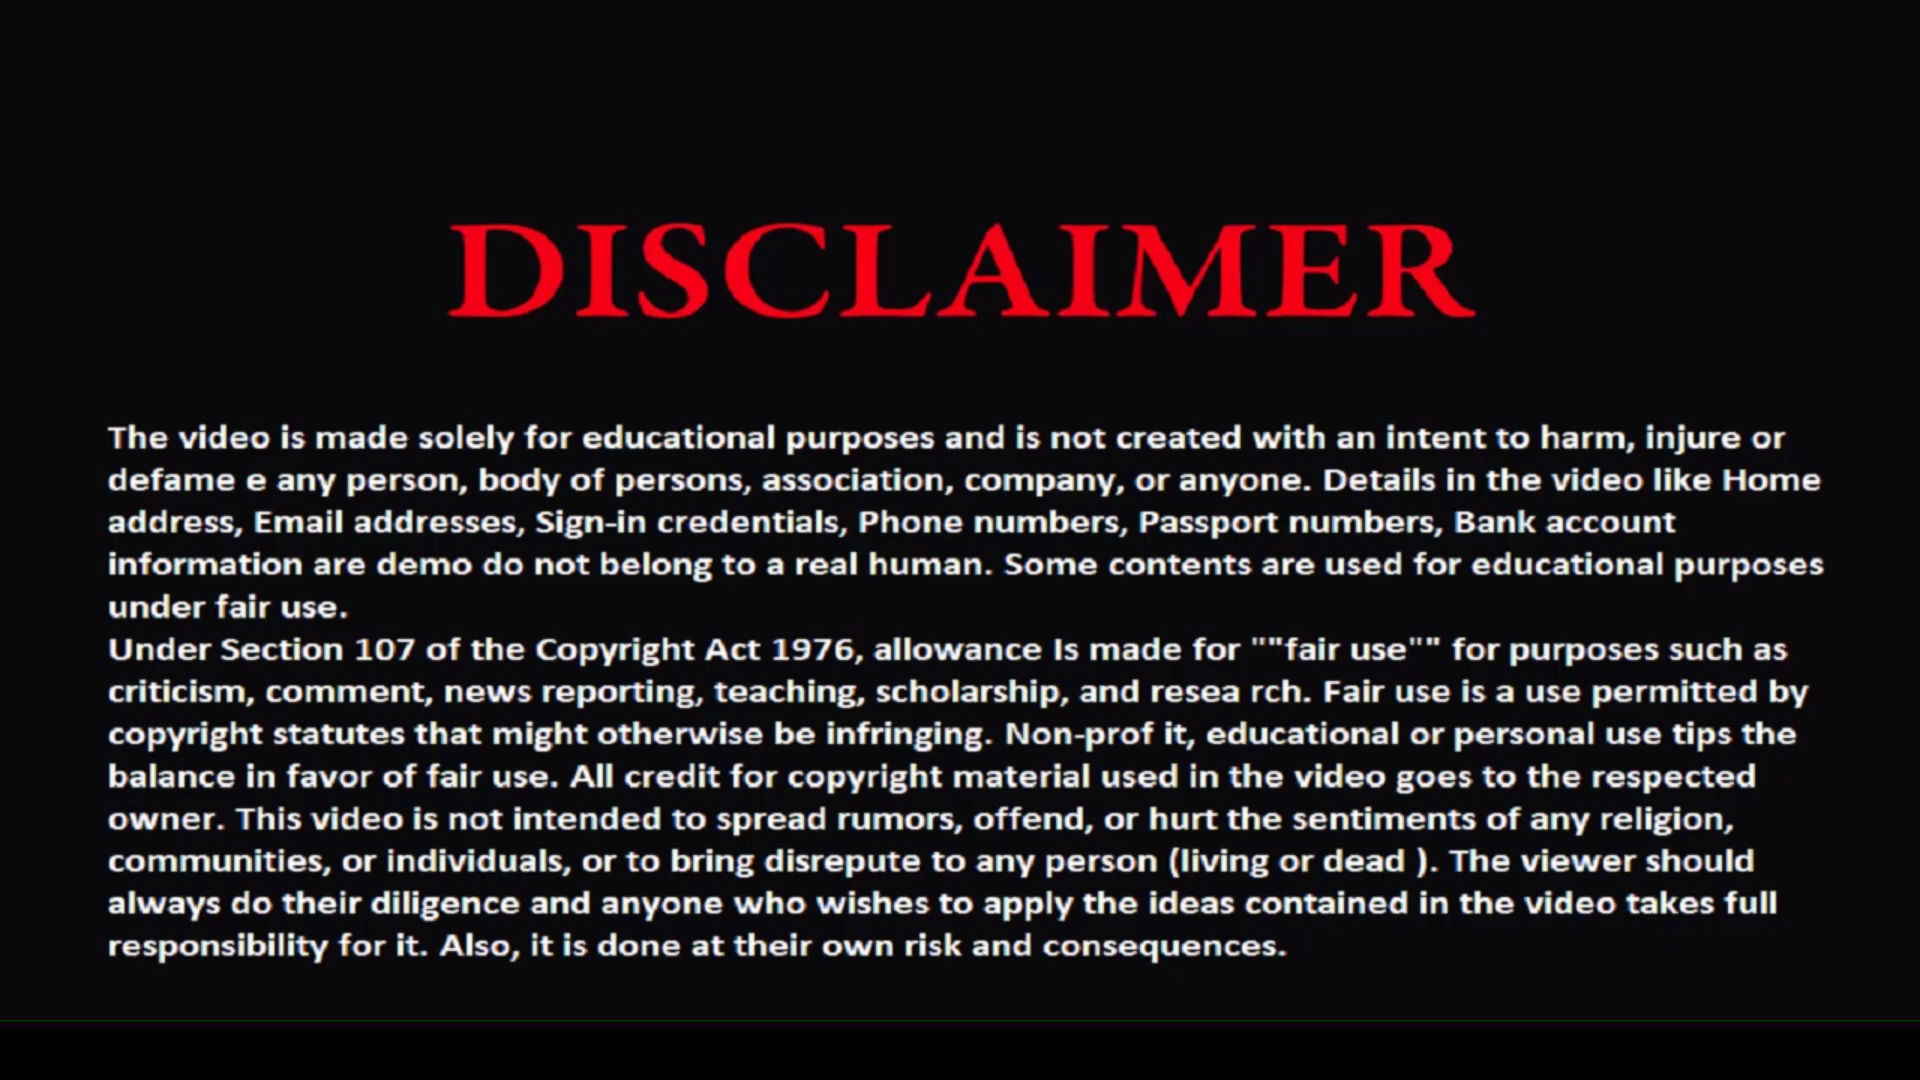 DISCLAIMER
The video is made solely for educational purposes and is not created with an intent to harm, injure or
defame e any person, body of persons, association, company, or anyone. Details in the video like Home
address, Email addresses, Sign-in credentials, Phone numbers, Passport numbers, Bank account
information are demo do not belong to a real human. Some contents are used for educational purposes
under fair use.
Under Section 107 of the Copyright Act 1976, allowance Is made for ""fair use"" for purposes such as
criticism, comment, news reporting, teaching, scholarship, and resea rch. Fair use is a use permitted by
copyright statutes that might otherwise be infringing. Non-prof it, educational or personal use tips the
balance in favor of fair use. All credit for copyright material used in the video goes to the respected
owner. This video is not intended to spread rumors, offend, or hurt the sentiments of any religion,
communities, or individuals, or to bring disrepute to any person (living or dead ). The viewer should
always do their diligence and anyone who wishes to apply the ideas contained in the video takes full
responsibility for it. Also, it is done at their own risk and consequences.